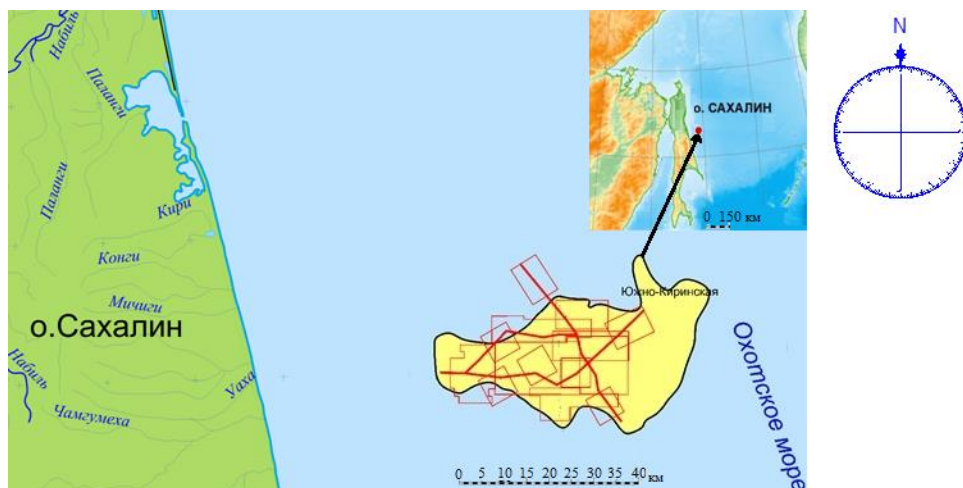 Набиль
Паланги
Паланги
Кири
Конги
Мичиги
о.Сахалин
Набиль
Уаха
Чамгумеха
о. САХАЛИН
0 150 км
Южно-Киринская
Охотское море
0 5 10 15 20 25 30 35 40 км
N